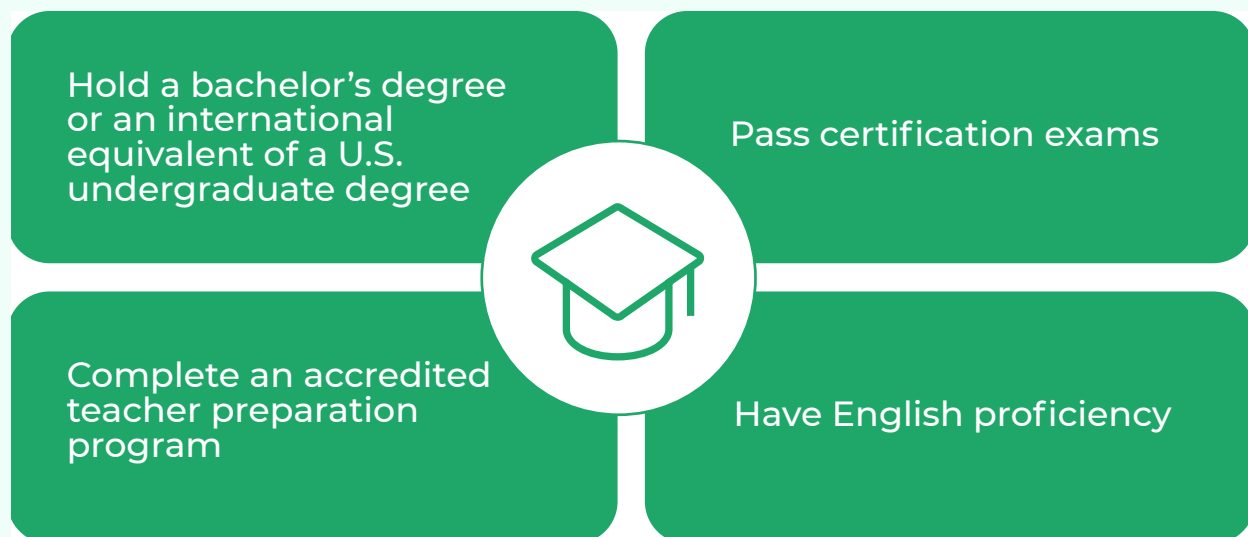 Hold a bachelor’s degree
or an international
equivalent of a U.S.
undergraduate degree
Pass certification exams
Complete an accredited
teacher preparation
program
Have English proficiency